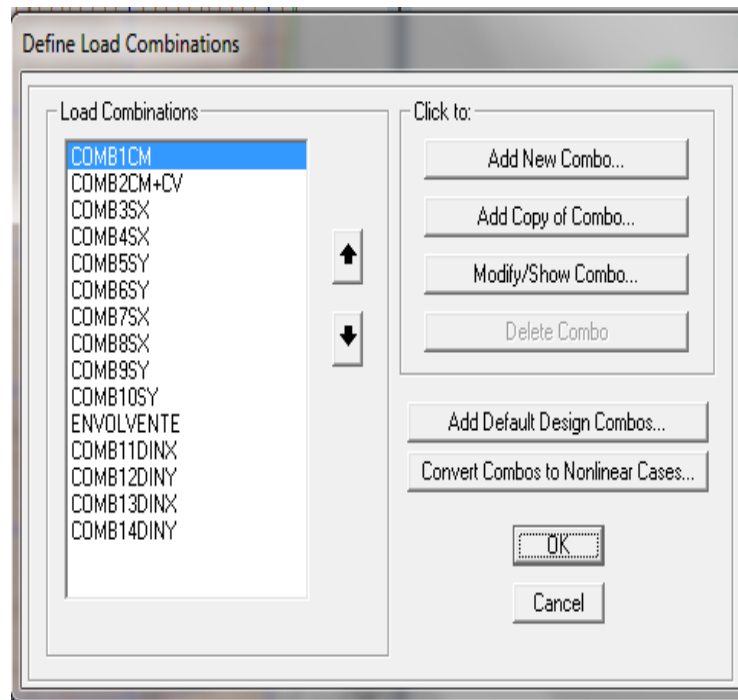 Define Load Combinations
Load Combinations
COMB1CM
COMB2CM+CV
COMB3SX
COMB4SX
COMB5SY
COMB6SY
COMB7SX
COMB8SX
COMB9SY
COMB10SY
ENVOLVENTE
COMB11DINX
COMB12DINY
COMB13DINX
COMB14DINY
Click to:
Add New Combo...
Add Copy of Combo...
Modify/Show Combo...
Delete Combo
Add Default Design Combos...
Convert Combos to Nonlinear Cases...
OK
Cancel